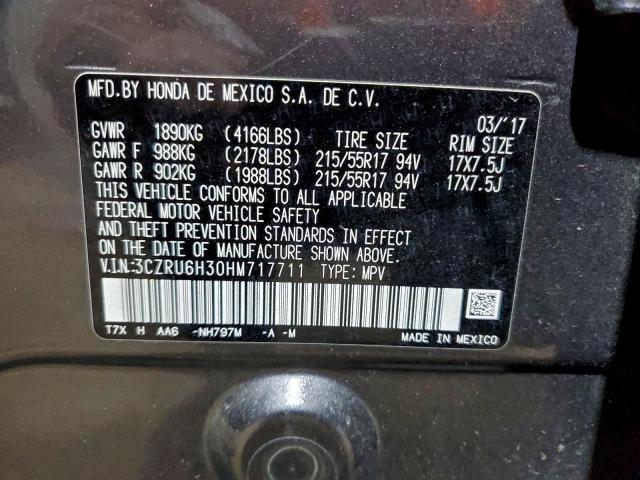 MFD.BY HONDA DE MEXICO S.A. DE C.V.
03/'17
GVWR 1890KG (4166LBS) TIRE SIZE RIM SIZE
GAWR F 988KG (2178LBS) 215/55R17 94V 17X7.5J
GAWR R 902KG (1988LBS) 215/55R17 94V 17X7.5J
THIS VEHICLE CONFORMS TO ALL APPLICABLE
FEDERAL MOTOR VEHICLE SAFETY
AND THEFT PREVENTION STANDARDS IN EFFECT
ON THE DATE OF MANUFACTURE SHOWN ABOVE.
V.I.N:3CZRU6H30HM717711 TYPE: MPV
T7X H AA6 -NH797M -A -M MADE IN MEXICO